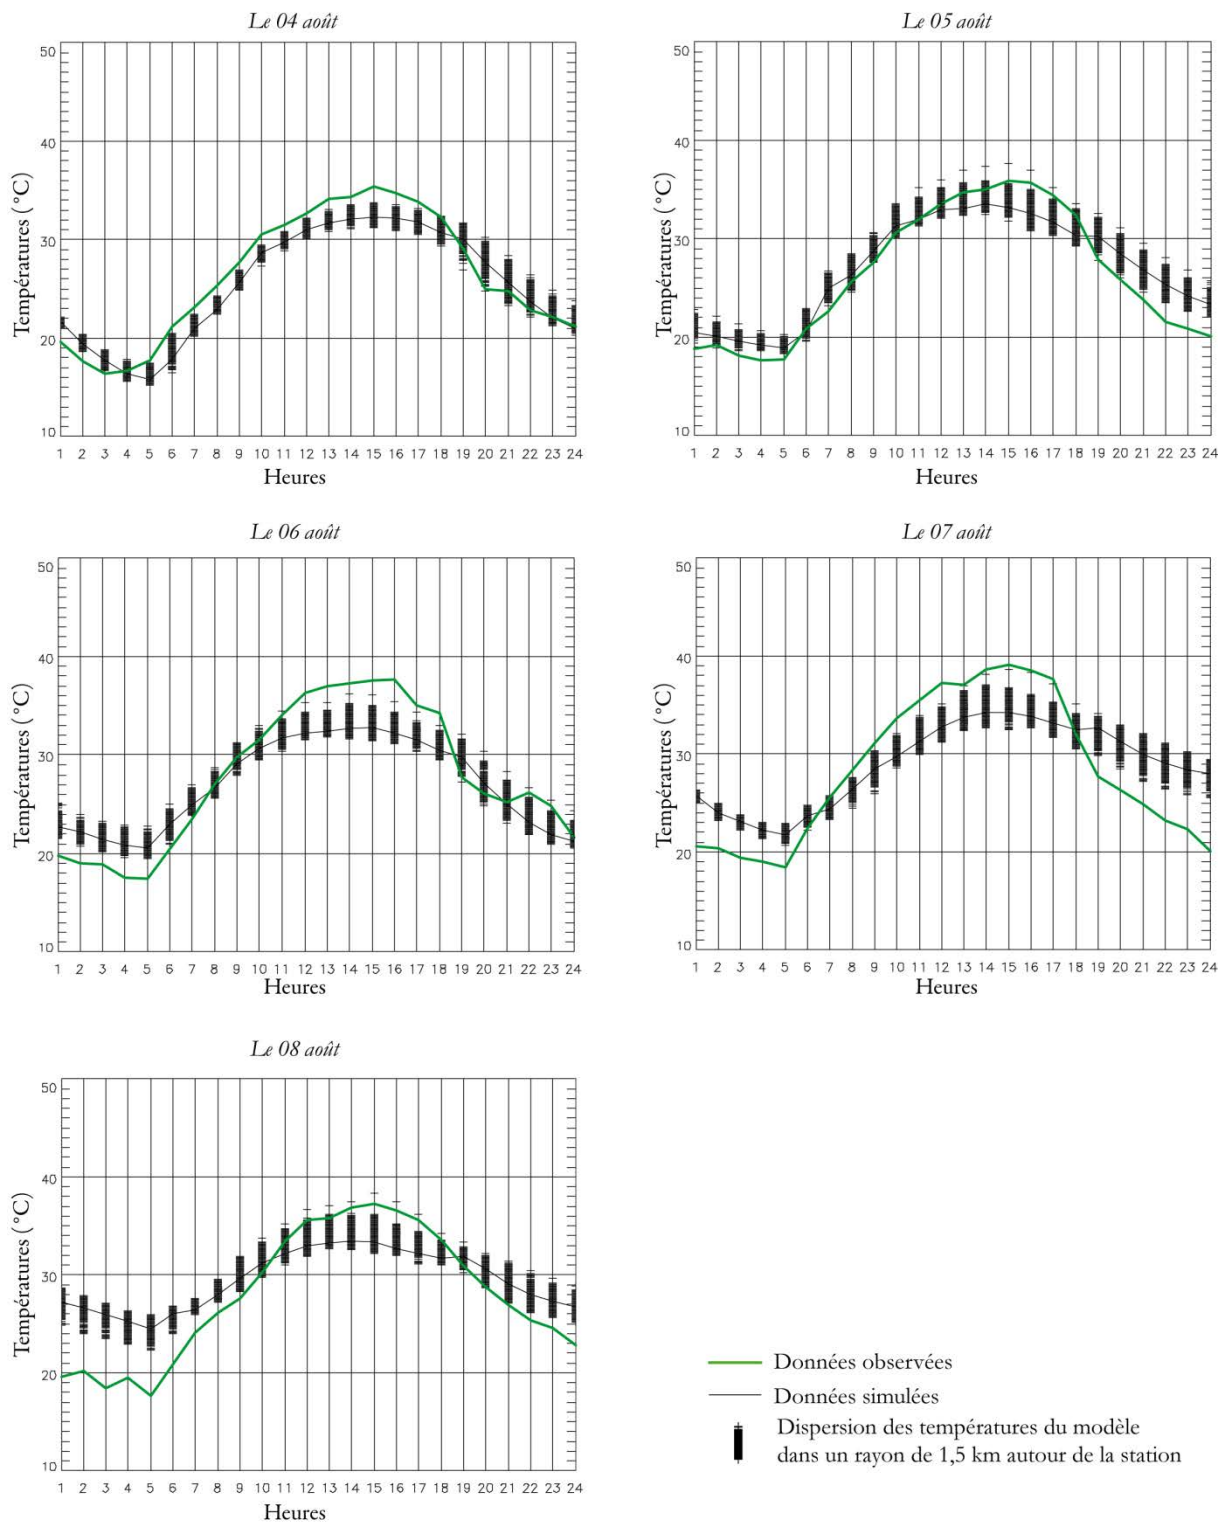 Le 04 août
Températures (°C)
50
40
30
20
10
1 2 3 4 5 6 7 8 9 10 11 12 13 14 15 16 17 18 19 20 21 22 23 24
Heures
Le 05 août
Températures (°C)
50
40
30
20
10
1 2 3 4 5 6 7 8 9 10 11 12 13 14 15 16 17 18 19 20 21 22 23 24
Heures
Le 06 août
Températures (°C)
50
40
30
20
10
1 2 3 4 5 6 7 8 9 10 11 12 13 14 15 16 17 18 19 20 21 22 23 24
Heures
Le 07 août
Températures (°C)
50
40
30
20
10
1 2 3 4 5 6 7 8 9 10 11 12 13 14 15 16 17 18 19 20 21 22 23 24
Heures
Le 08 août
Températures (°C)
50
40
30
20
10
1 2 3 4 5 6 7 8 9 10 11 12 13 14 15 16 17 18 19 20 21 22 23 24
Heures
Données observées
Données simulées
Dispersion des températures du modèle
dans un rayon de 1,5 km autour de la station